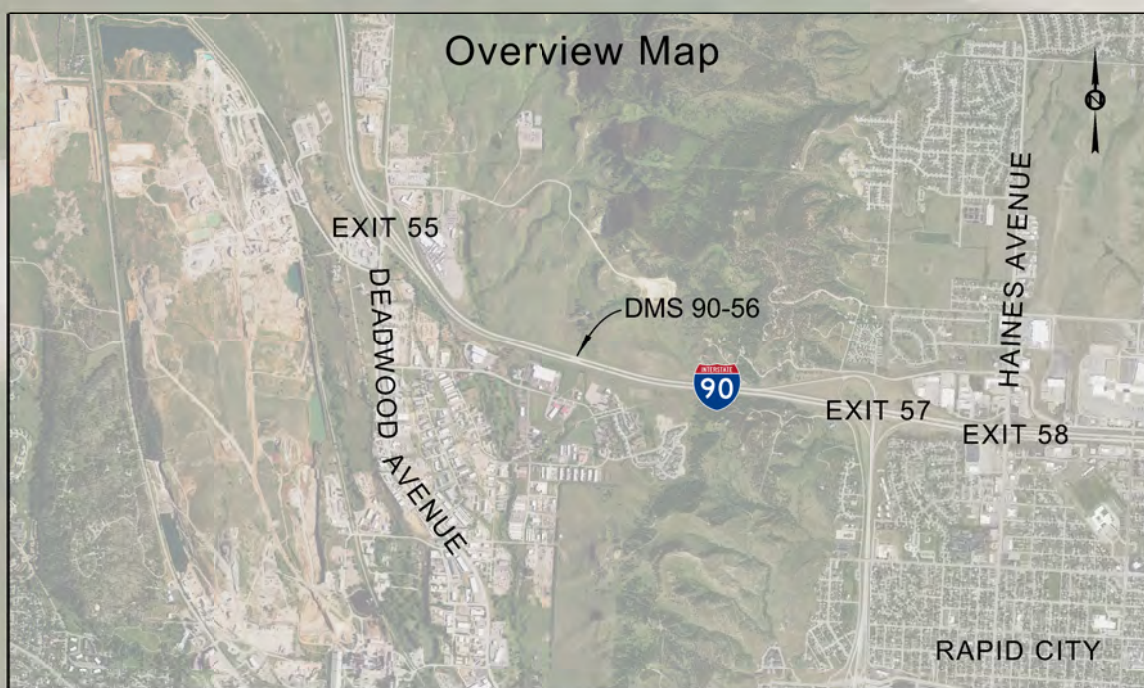 Overview Map
N
HAINES AVENUE
EXIT 55
DEADWOOD AVENUE
DMS 90-56
INTERSTATE
90
EXIT 57
EXIT 58
RAPID CITY